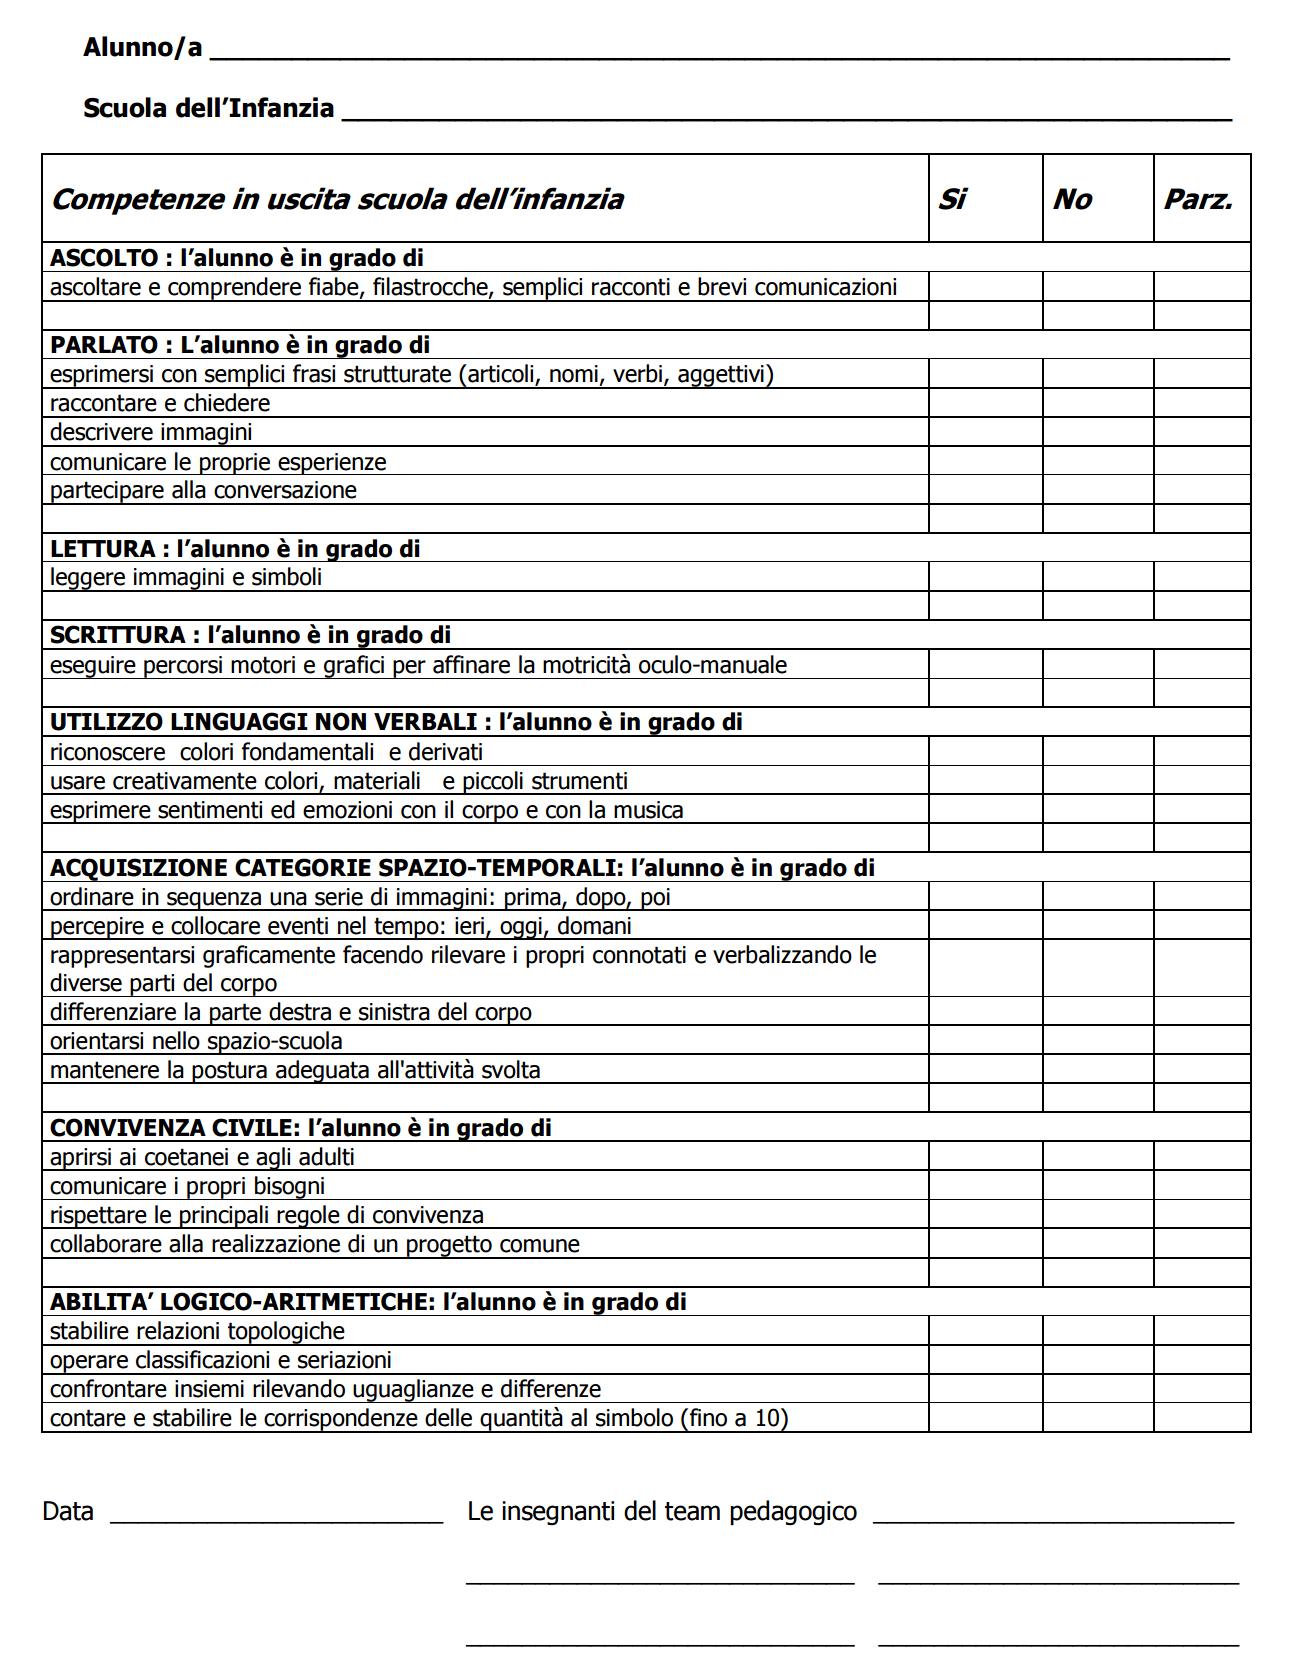 Alunno/a ____________________________________________________________
Scuola dell’Infanzia ____________________________________________________
Competenze in uscita scuola dell’infanzia Si No Parz.
ASCOLTO : l’alunno è in grado di
ascoltare e comprendere fiabe, filastrocche, semplici racconti e brevi comunicazioni
PARLATO : L’alunno è in grado di
esprimersi con semplici frasi strutturate (articoli, nomi, verbi, aggettivi)
raccontare e chiedere
descrivere immagini
comunicare le proprie esperienze
partecipare alla conversazione
LETTURA : l’alunno è in grado di
leggere immagini e simboli
SCRITTURA : l’alunno è in grado di
eseguire percorsi motori e grafici per affinare la motricità oculo-manuale
UTILIZZO LINGUAGGI NON VERBALI : l’alunno è in grado di
riconoscere  colori fondamentali  e derivati
usare creativamente colori, materiali   e piccoli strumenti
esprimere sentimenti ed emozioni con il corpo e con la musica
ACQUISIZIONE CATEGORIE SPAZIO-TEMPORALI: l’alunno è in grado di
ordinare in sequenza una serie di immagini: prima, dopo, poi
percepire e collocare eventi nel tempo: ieri, oggi, domani
rappresentarsi graficamente facendo rilevare i propri connotati e verbalizzando le
diverse parti del corpo
differenziare la parte destra e sinistra del corpo
orientarsi nello spazio-scuola
mantenere la postura adeguata all'attività svolta
CONVIVENZA CIVILE: l’alunno è in grado di
aprirsi ai coetanei e agli adulti
comunicare i propri bisogni
rispettare le principali regole di convivenza
collaborare alla realizzazione di un progetto comune
ABILITA’ LOGICO-ARITMETICHE: l’alunno è in grado di
stabilire relazioni topologiche
operare classificazioni e seriazioni
confrontare insiemi rilevando uguaglianze e differenze
contare e stabilire le corrispondenze delle quantità al simbolo (fino a 10)
Data ________________________ Le insegnanti del team pedagogico __________________________
____________________________ __________________________
____________________________ __________________________